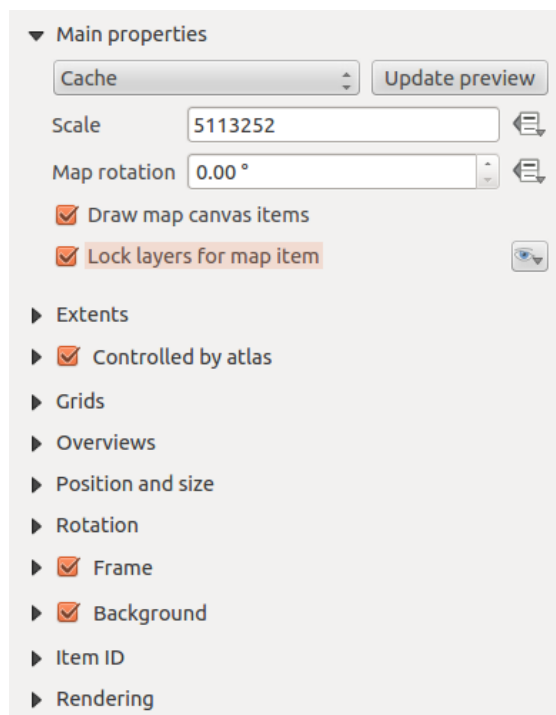 Main properties
Cache Update preview
Scale 5113252
Map rotation 0.00 °
Draw map canvas items
Lock layers for map item
Extents
Controlled by atlas
Grids
Overviews
Position and size
Rotation
Frame
Background
Item ID
Rendering